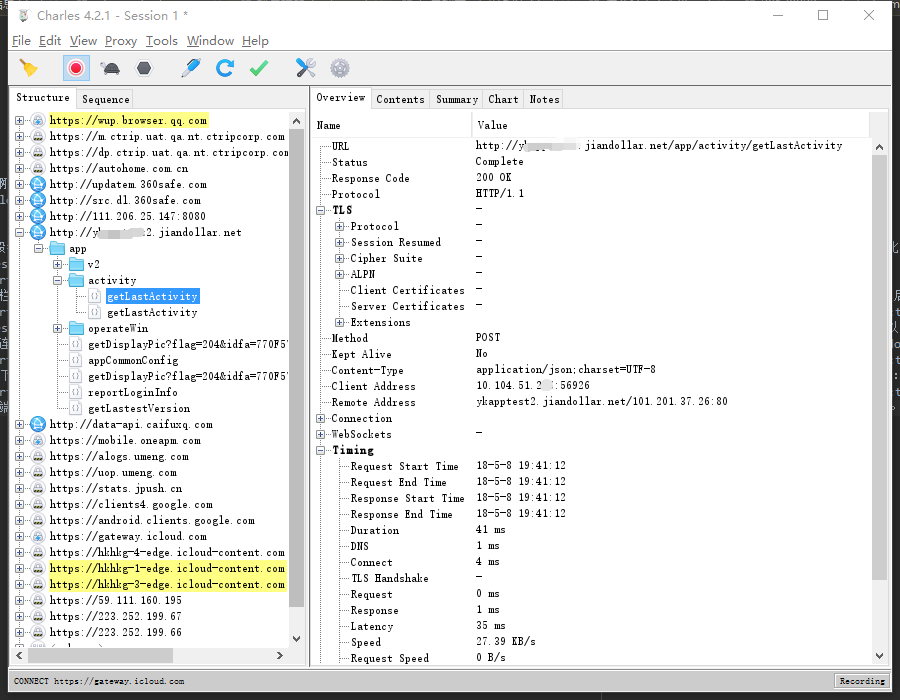 Charles 4.2.1 - Session 1 *
File Edit View Proxy Tools Window Help
Structure Sequence
https://wup.browser.qq.com
https://m.ctrip.uat.qa.nt.ctripcorp.com
https://dp.ctrip.uat.qa.nt.ctripcorp.com
https://autohome.com.cn
http://updatem.360safe.com
http://src.dl.360safe.com
http://111.206.25.147:8080
http://yk 2.jiandollar.net
app
v2
activity
getLastActivity
getLastActivity
operateWin
getDisplayPic?flag=204&idfa=770F5
appCommonConfig
getDisplayPic?flag=204&idfa=770F5
reportLoginInfo
getLastestVersion
http://data-api.caifuxq.com
https://mobile.oneapm.com
https://alogs.umeng.com
https://uop.umeng.com
https://stats.jpush.cn
https://clients4.google.com
https://android.clients.google.com
https://gateway.icloud.com
https://hkhkg-4-edge.icloud-content.com
https://hkhkg-1-edge.icloud-content.com
https://hkhkg-3-edge.icloud-content.com
https://59.111.160.195
https://223.252.199.67
https://223.252.199.66
Overview Contents Summary Chart Notes
Name Value
URL http://yk .jiandollar.net/app/activity/getLastActivity
Status Complete
Response Code 200 OK
Protocol HTTP/1.1
TLS -
Protocol -
Session Resumed -
Cipher Suite -
ALPN -
Client Certificates -
Server Certificates -
Extensions -
Method POST
Kept Alive No
Content-Type application/json;charset=UTF-8
Client Address 10.104.51.2 :56926
Remote Address ykapptest2.jiandollar.net/101.201.37.26:80
Connection
WebSockets -
Timing
Request Start Time 18-5-8 19:41:12
Request End Time 18-5-8 19:41:12
Response Start Time 18-5-8 19:41:12
Response End Time 18-5-8 19:41:12
Duration 41 ms
DNS 1 ms
Connect 4 ms
TLS Handshake -
Request 0 ms
Response 1 ms
Latency 35 ms
Speed 27.39 KB/s
Request Speed 0 B/s
CONNECT https://gateway.icloud.com
Recording